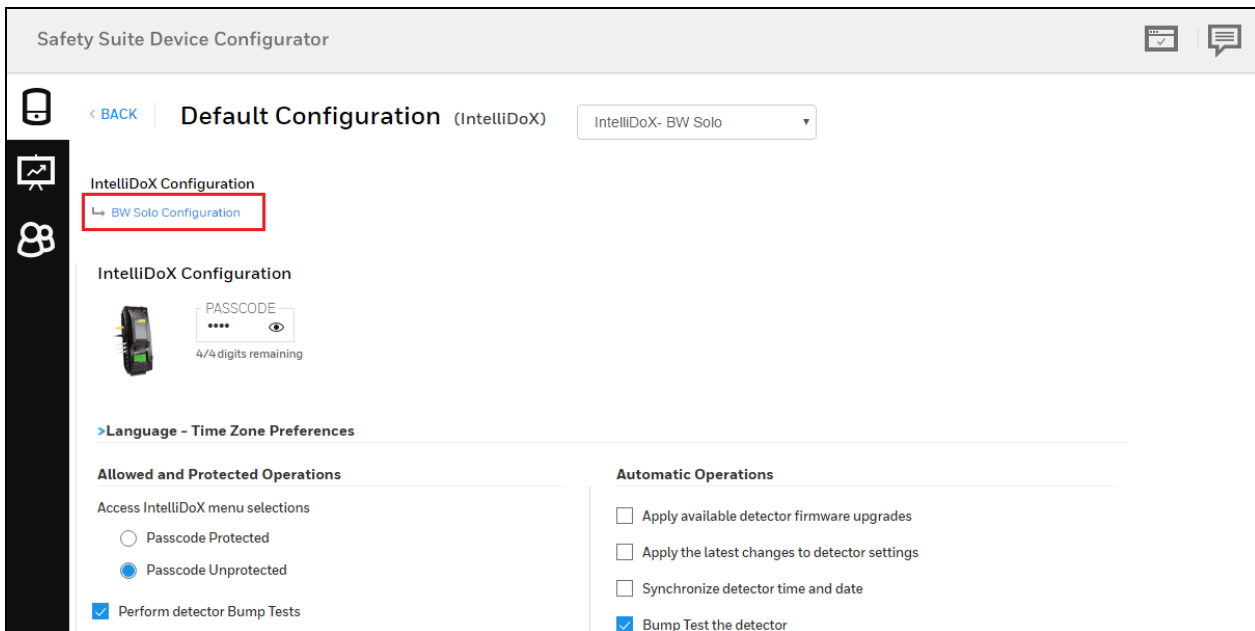 Safety Suite Device Configurator
< BACK
Default Configuration (IntelliDoX)
IntelliDoX- BW Solo
IntelliDoX Configuration
BW Solo Configuration
IntelliDoX Configuration
PASSCODE
••••
4/4 digits remaining
>Language - Time Zone Preferences
Allowed and Protected Operations
Access IntelliDoX menu selections
Passcode Protected
Passcode Unprotected
Perform detector Bump Tests
Automatic Operations
Apply available detector firmware upgrades
Apply the latest changes to detector settings
Synchronize detector time and date
Bump Test the detector